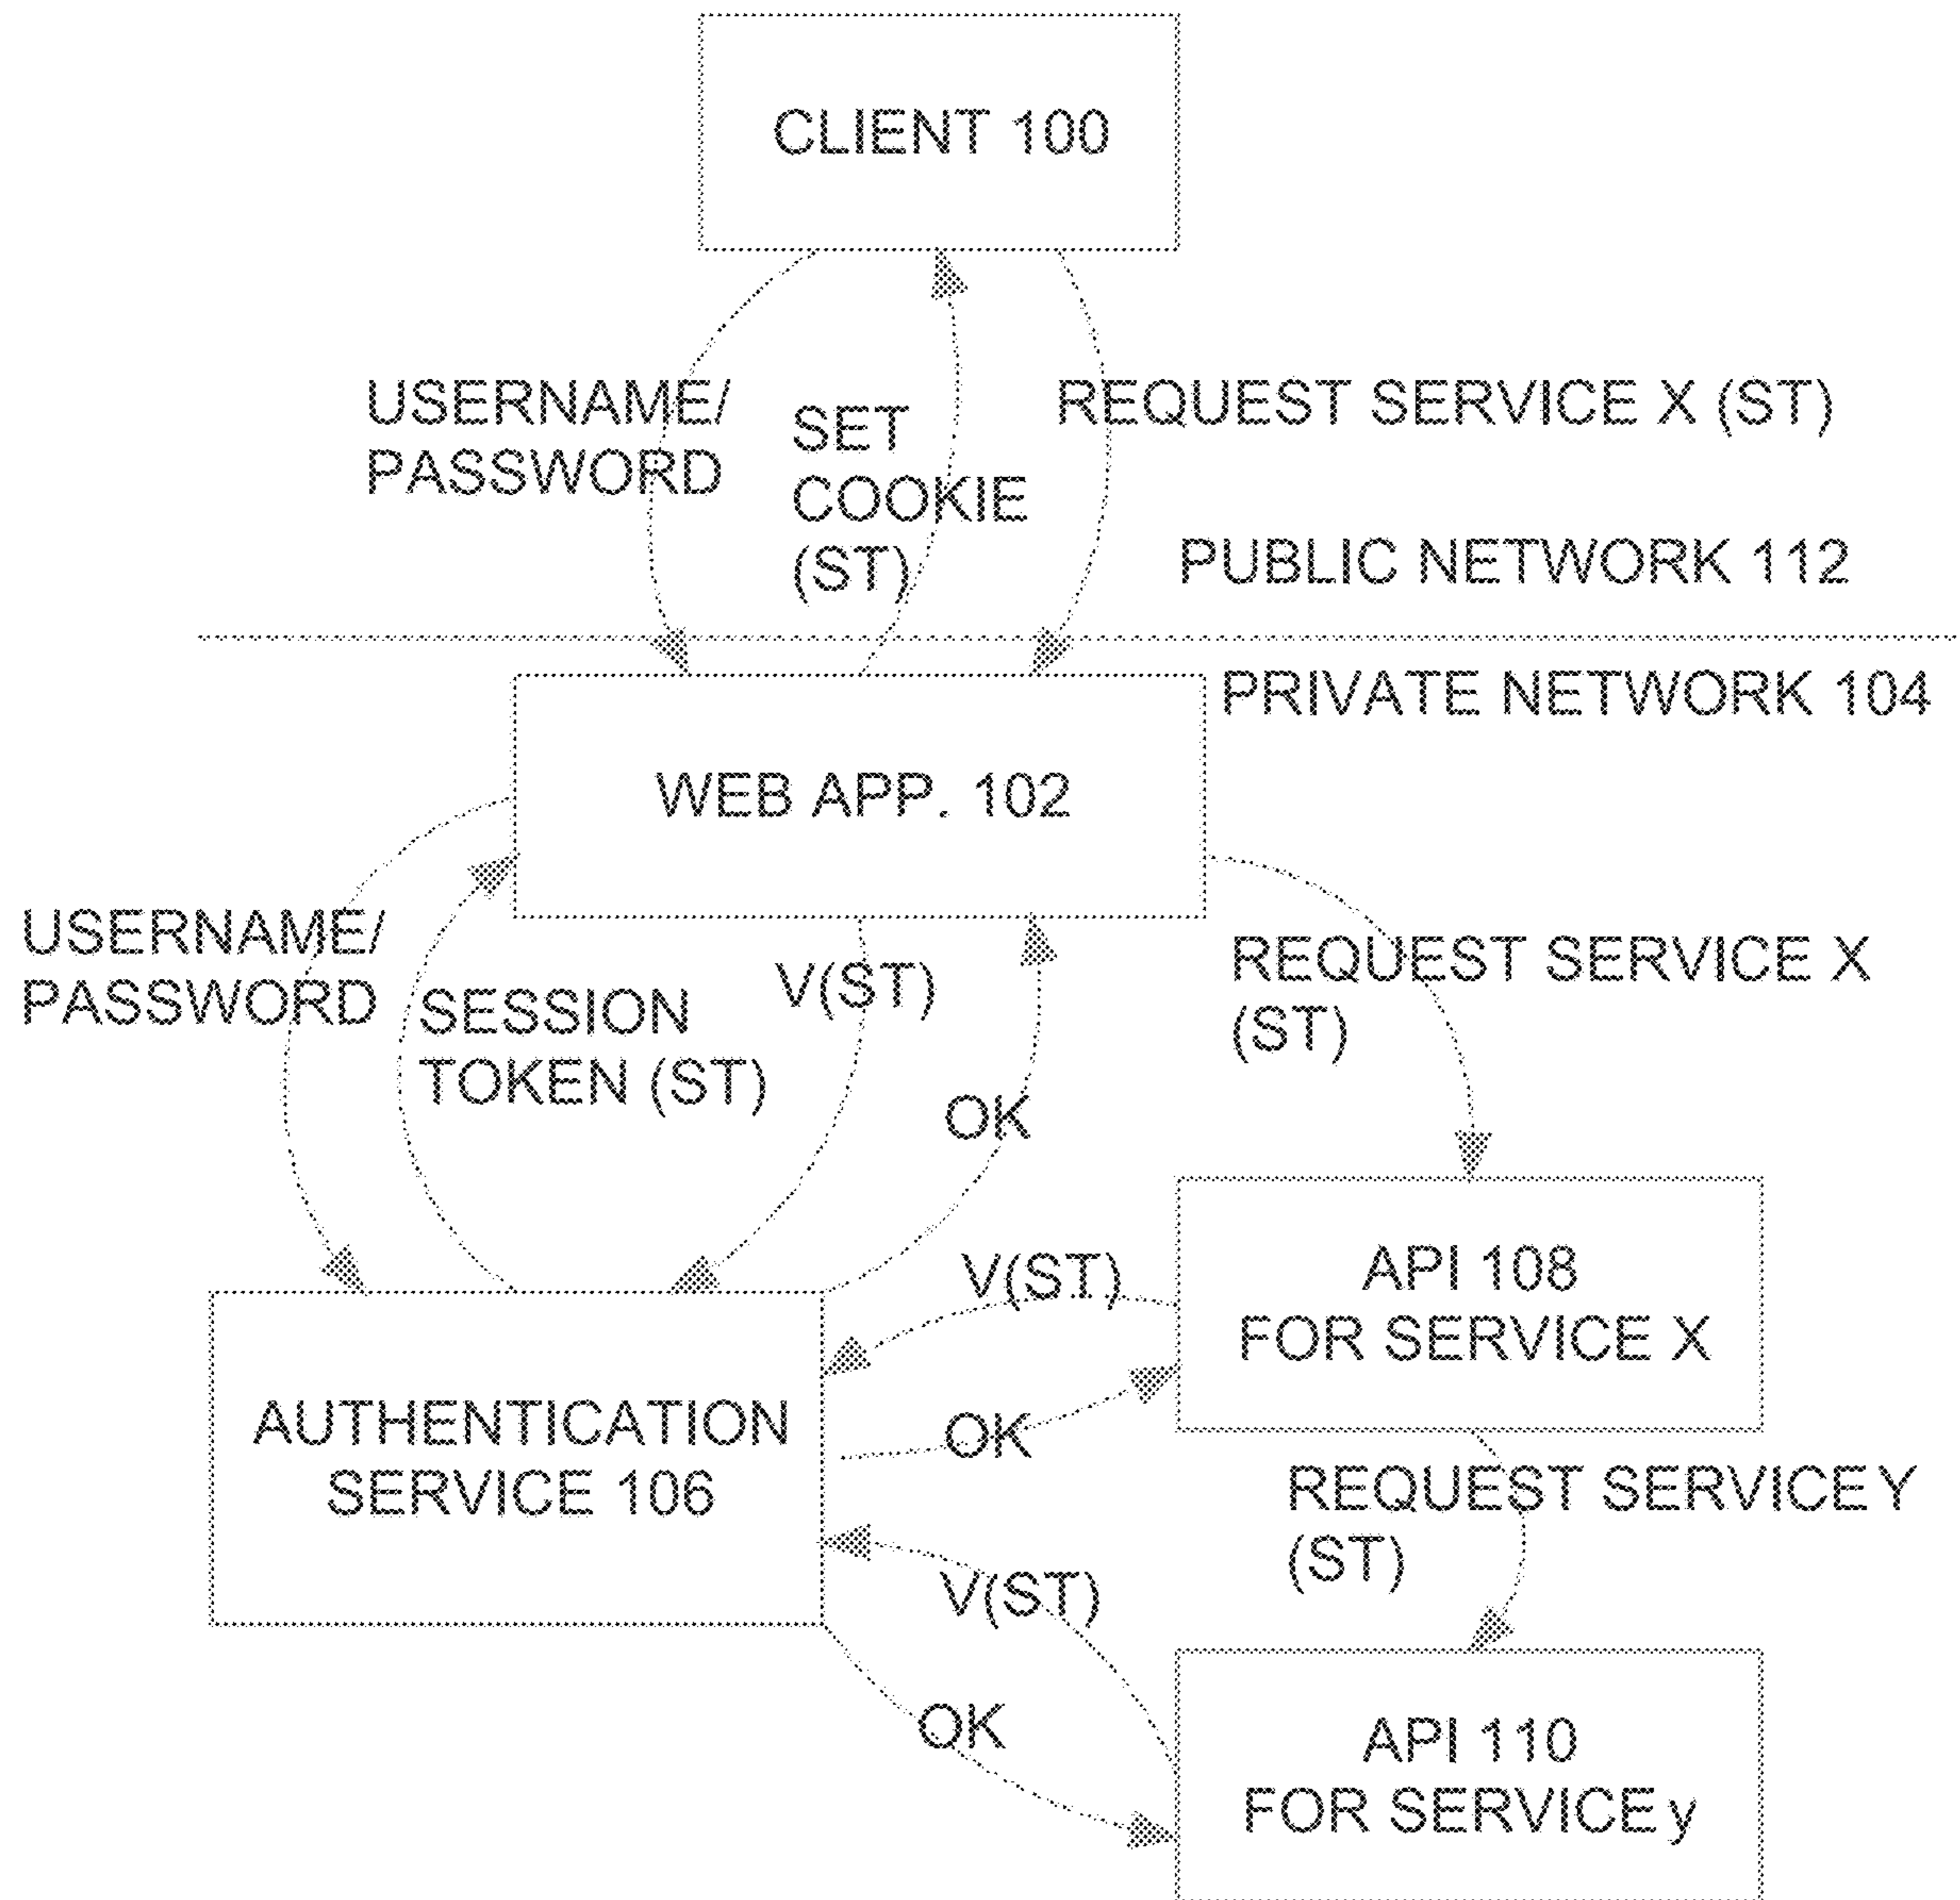 CLIENT 100
USERNAME/
PASSWORD
SET
COOKIE
(ST)
REQUEST SERVICE X (ST)
PUBLIC NETWORK 112
PRIVATE NETWORK 104
WEB APP. 102
USERNAME/
PASSWORD
SESSION
TOKEN (ST)
V(ST)
OK
REQUEST SERVICE X
(ST)
API 108
FOR SERVICE X
V(ST)
OK
AUTHENTICATION
SERVICE 106
REQUEST SERVICE Y
(ST)
V(ST)
OK
API 110
FOR SERVICE y